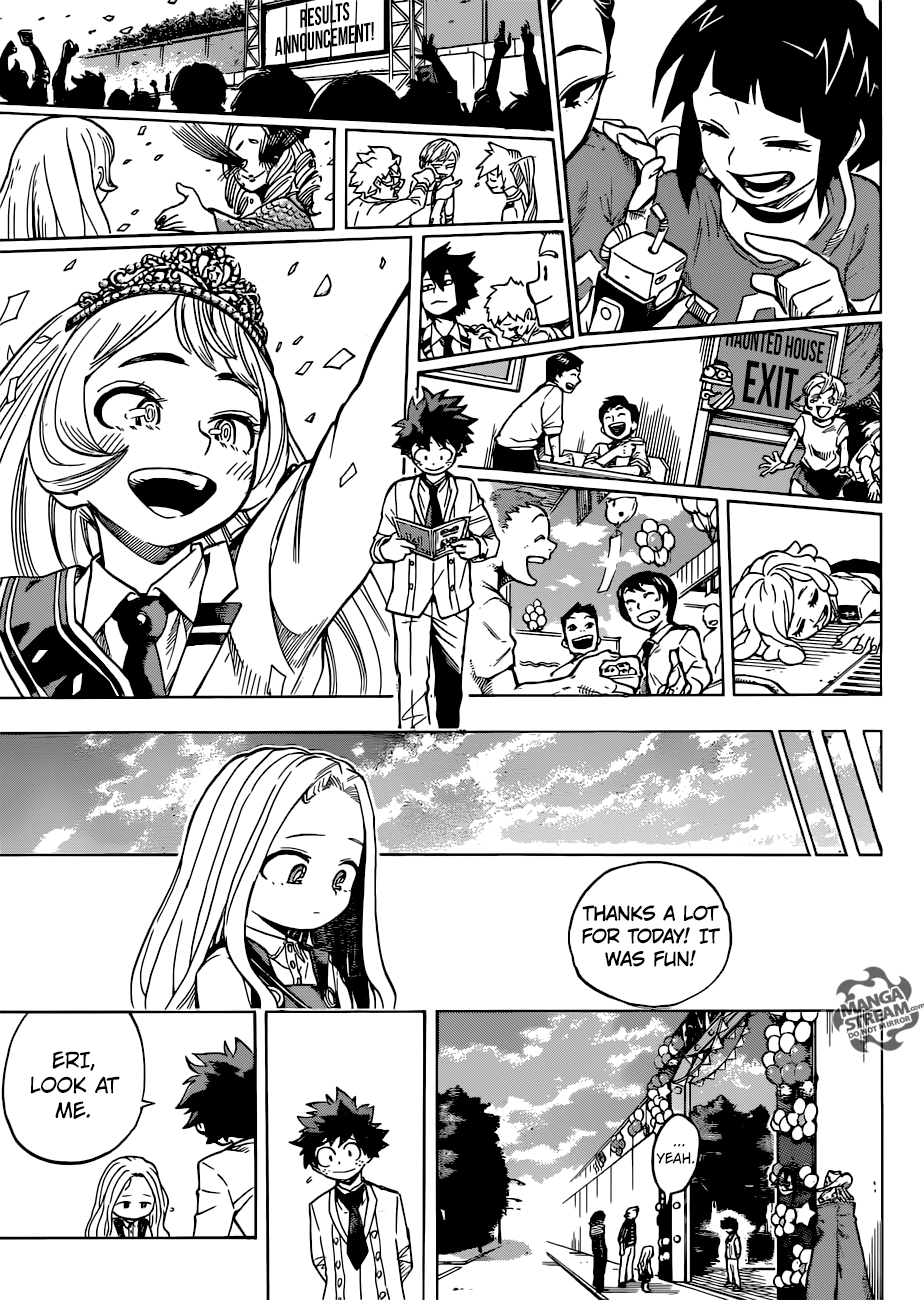 RESULTS
ANNOUNCEMENT!
HAUNTED HOUSE
EXIT
THANKS A LOT
FOR TODAY! IT
WAS FUN!
MANGA
STREAM.com
DO NOT MIRROR
...
YEAH.
ERI,
LOOK AT
ME.